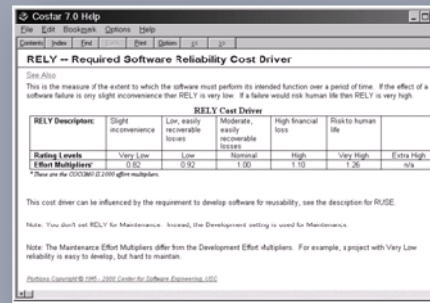 Costar 7.0 Help
File Edit Bookmark Options Help
Contents Index Find Back Print Options << >>
RELY -- Required Software Reliability Cost Driver
See Also
This is the measure of the extent to which the software must perform its intended function over a period of time. If the effect of a
software failure is only slight inconvenience then RELY is very low. If a failure would risk human life then RELY is very high.
RELY Cost Driver
RELY Descriptors: Slight inconvenience Low, easily recoverable losses Moderate, easily recoverable losses High financial loss Risk to human life
Rating Levels Very Low Low Nominal High Very High Extra High
Effort Multipliers* 0.82 0.92 1.00 1.10 1.26 n/a
* These are the COCOMO II.2000 effort multipliers.
This cost driver can be influenced by the requirement to develop software for reusability, see the description for RUSE.
Note: You don't set RELY for Maintenance. Instead, the Development setting is used for Maintenance.
Note: The Maintenance Effort Multipliers differ from the Development Effort Multipliers. For example, a project with Very Low
reliability is easy to develop, but hard to maintain.
Portions Copyright © 1995 - 2000 Center for Software Engineering, USC